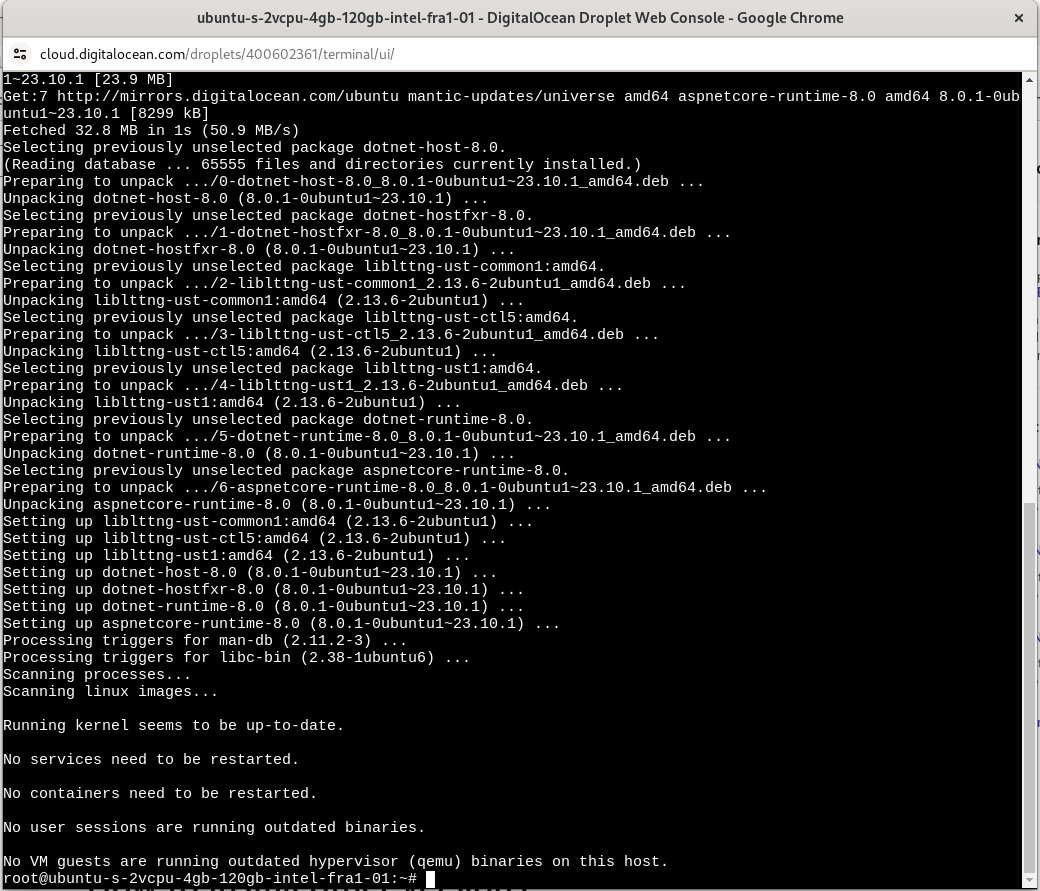 ubuntu-s-2vcpu-4gb-120gb-intel-fra1-01 - DigitalOcean Droplet Web Console - Google Chrome
cloud.digitalocean.com/droplets/400602361/terminal/ui/
1~23.10.1 [23.9 MB]
Get:7 http://mirrors.digitalocean.com/ubuntu mantic-updates/universe amd64 aspnetcore-runtime-8.0 amd64 8.0.1-0ub
untu1~23.10.1 [8299 kB]
Fetched 32.8 MB in 1s (50.9 MB/s)
Selecting previously unselected package dotnet-host-8.0.
(Reading database ... 65555 files and directories currently installed.)
Preparing to unpack .../0-dotnet-host-8.0_8.0.1-0ubuntu1~23.10.1_amd64.deb ...
Unpacking dotnet-host-8.0 (8.0.1-0ubuntu1~23.10.1) ...
Selecting previously unselected package dotnet-hostfxr-8.0.
Preparing to unpack .../1-dotnet-hostfxr-8.0_8.0.1-0ubuntu1~23.10.1_amd64.deb ...
Unpacking dotnet-hostfxr-8.0 (8.0.1-0ubuntu1~23.10.1) ...
Selecting previously unselected package liblttng-ust-common1:amd64.
Preparing to unpack .../2-liblttng-ust-common1_2.13.6-2ubuntu1_amd64.deb ...
Unpacking liblttng-ust-common1:amd64 (2.13.6-2ubuntu1) ...
Selecting previously unselected package liblttng-ust-ctl5:amd64.
Preparing to unpack .../3-liblttng-ust-ctl5_2.13.6-2ubuntu1_amd64.deb ...
Unpacking liblttng-ust-ctl5:amd64 (2.13.6-2ubuntu1) ...
Selecting previously unselected package liblttng-ust1:amd64.
Preparing to unpack .../4-liblttng-ust1_2.13.6-2ubuntu1_amd64.deb ...
Unpacking liblttng-ust1:amd64 (2.13.6-2ubuntu1) ...
Selecting previously unselected package dotnet-runtime-8.0.
Preparing to unpack .../5-dotnet-runtime-8.0_8.0.1-0ubuntu1~23.10.1_amd64.deb ...
Unpacking dotnet-runtime-8.0 (8.0.1-0ubuntu1~23.10.1) ...
Selecting previously unselected package aspnetcore-runtime-8.0.
Preparing to unpack .../6-aspnetcore-runtime-8.0_8.0.1-0ubuntu1~23.10.1_amd64.deb ...
Unpacking aspnetcore-runtime-8.0 (8.0.1-0ubuntu1~23.10.1) ...
Setting up liblttng-ust-common1:amd64 (2.13.6-2ubuntu1) ...
Setting up liblttng-ust-ctl5:amd64 (2.13.6-2ubuntu1) ...
Setting up liblttng-ust1:amd64 (2.13.6-2ubuntu1) ...
Setting up dotnet-host-8.0 (8.0.1-0ubuntu1~23.10.1) ...
Setting up dotnet-hostfxr-8.0 (8.0.1-0ubuntu1~23.10.1) ...
Setting up dotnet-runtime-8.0 (8.0.1-0ubuntu1~23.10.1) ...
Setting up aspnetcore-runtime-8.0 (8.0.1-0ubuntu1~23.10.1) ...
Processing triggers for man-db (2.11.2-3) ...
Processing triggers for libc-bin (2.38-1ubuntu6) ...
Scanning processes...
Scanning linux images...
Running kernel seems to be up-to-date.
No services need to be restarted.
No containers need to be restarted.
No user sessions are running outdated binaries.
No VM guests are running outdated hypervisor (qemu) binaries on this host.
root@ubuntu-s-2vcpu-4gb-120gb-intel-fra1-01:~#